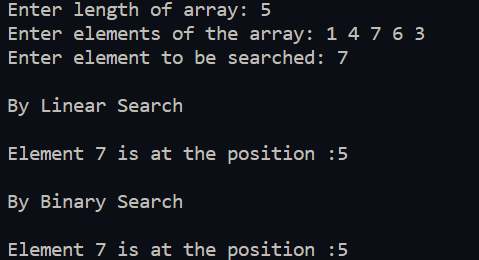 Enter length of array: 5
Enter elements of the array: 1 4 7 6 3
Enter element to be searched: 7
By Linear Search
Element 7 is at the position :5
By Binary Search
Element 7 is at the position :5